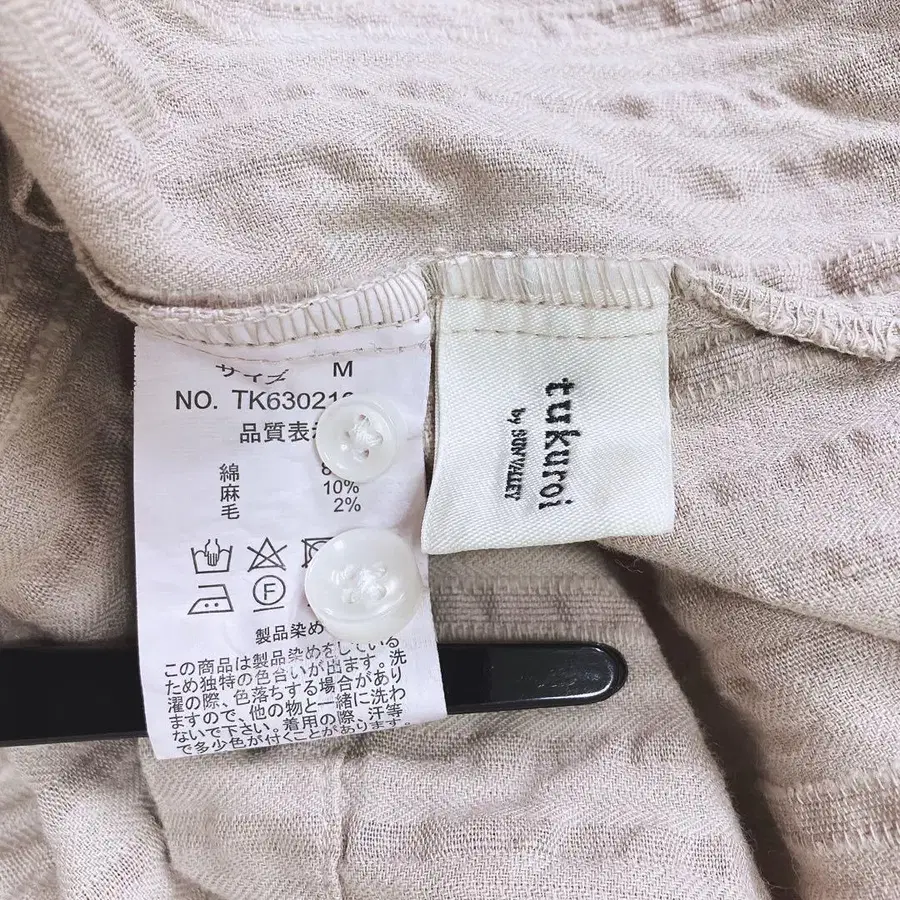 サイズ M
NO. TK630210
品質表示
綿
麻 10%
毛 2%
F
製品染め
この商品は製品染めをしている
ため独特の色合いが出ます。洗
濯の際、色落ちする場合があり
ますので、他の物と一緒に洗わ
ないで下さい。着用の際、汗等
で多少色が付くことがあります。
tukuroi
by SUNVALLEY